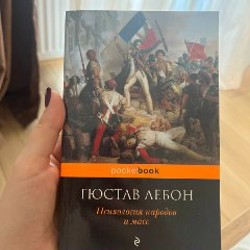 pocketbook
ГЮСТАВ ЛЕБОН
Психология народов
и масс